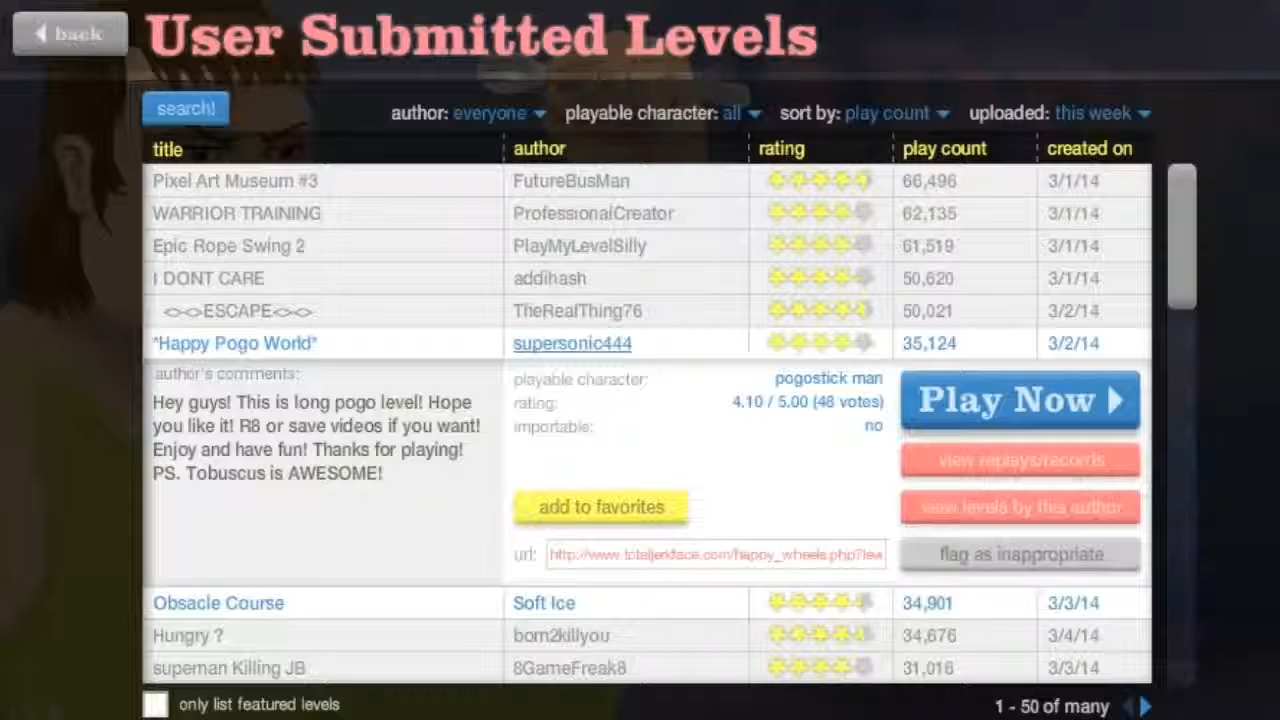 back
User Submitted Levels
search!
author: everyone playable character: all sort by: play count uploaded: this week
title author rating play count created on
Pixel Art Museum #3 FutureBusMan 66,496 3/1/14
WARRIOR TRAINING ProfessionalCreator 62,135 3/1/14
Epic Rope Swing 2 PlayMyLevelSilly 61,519 3/1/14
I DONT CARE addihash 50,620 3/1/14
<><>ESCAPE<><> TheRealThing76 50,021 3/2/14
*Happy Pogo World* supersonic444 35,124 3/2/14
author's comments:
Hey guys! This is long pogo level! Hope
you like it! R8 or save videos if you want!
Enjoy and have fun! Thanks for playing!
PS. Tobuscus is AWESOME!
playable character: pogostick man
rating: 4.10 / 5.00 (48 votes)
importable: no
add to favorites
url: http://www.totaljerkface.com/happy_wheels.php?lev
Play Now
view replays/records
view levels by this author
flag as inappropriate
Obsacle Course Soft Ice 34,901 3/3/14
Hungry ? born2killyou 34,676 3/4/14
supeman Killing JB 8GameFreak8 31,016 3/3/14
only list featured levels
1 - 50 of many